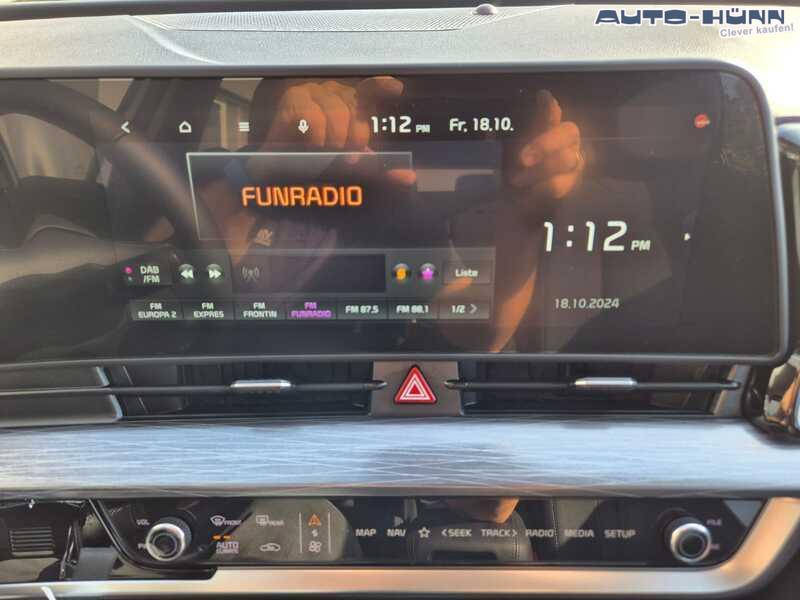 AUTO-HÜNN
Clever kaufen!
1:12 PM Fr. 18.10.
FUNRADIO
1:12 PM
DAB
/FM
Liste
18.10.2024
FM
EUROPA 2
FM
EXPRES
FM
FRONTIN
FM
FUNRADIO
FM 87.5
FM 88.1
1/2 >
VOL
FRONT
REAR
AUTO
MAP NAV ☆ < SEEK TRACK > RADIO MEDIA SETUP
FILE